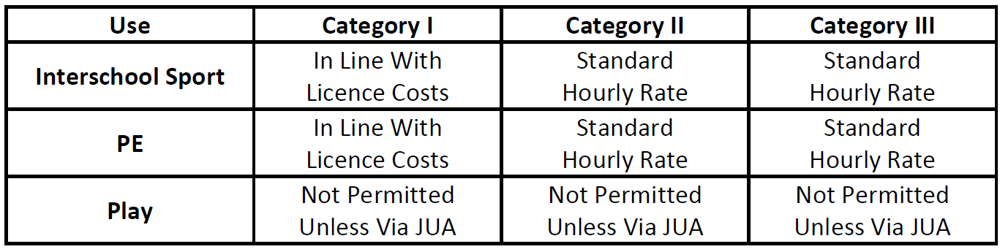 Use Category I Category II Category III
Interschool Sport
In Line With
Licence Costs
Standard
Hourly Rate
Standard
Hourly Rate
PE
In Line With
Licence Costs
Standard
Hourly Rate
Standard
Hourly Rate
Play
Not Permitted
Unless Via JUA
Not Permitted
Unless Via JUA
Not Permitted
Unless Via JUA